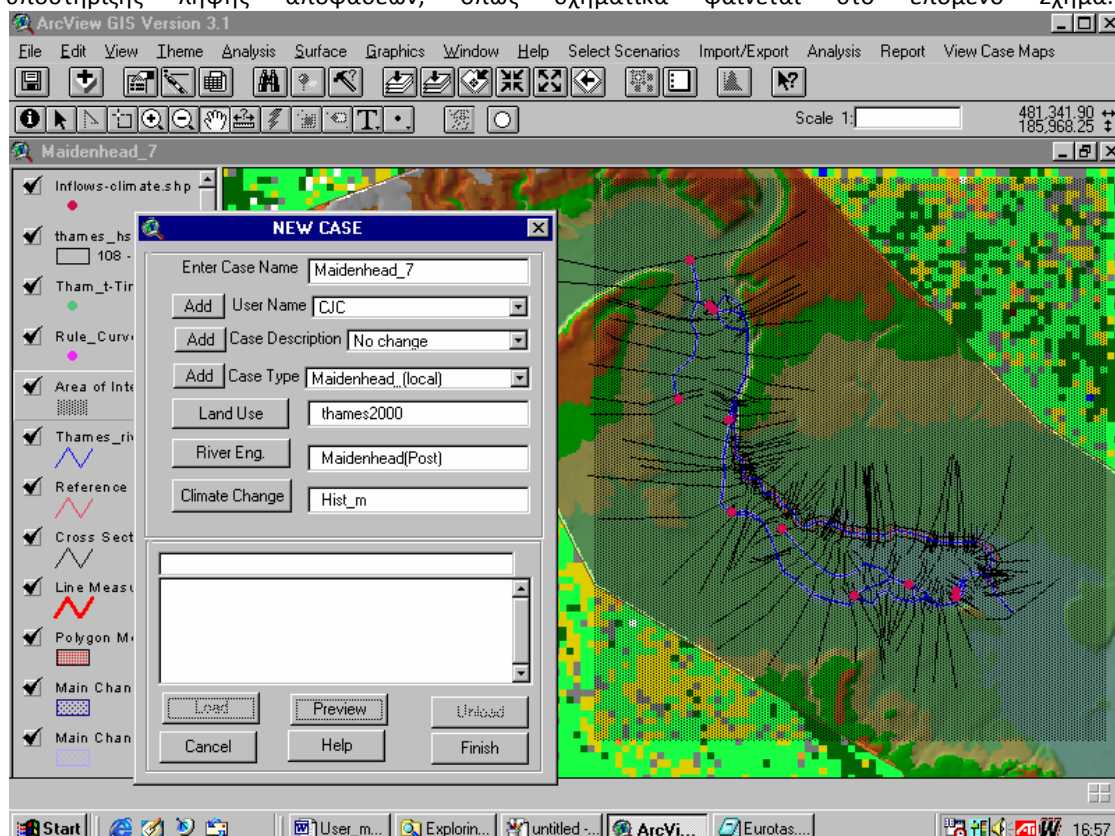 υποστήριξης λήψης αποφάσεων, όπως σχηματικά φαίνεται στο επόμενο Σχήμα.
ArcView GIS Version 3.1
File Edit View Theme Analysis Surface Graphics Window Help Select Scenarios Import/Export Analysis Report View Case Maps
Scale 1: 481,341.90
185,968.25
Maidenhead_7
Inflows-climate.shp
thames_hs
108 -
Tham_t-Tir
Rule_Curv
Area of Inte
Thames_riv
Reference
Cross Sect
Line Measu
Polygon M
Main Chan
Main Chan
NEW CASE
Enter Case Name Maidenhead_7
Add User Name CJC
Add Case Description No change
Add Case Type Maidenhead_(local)
Land Use thames2000
River Eng. Maidenhead(Post)
Climate Change Hist_m
Load Preview Unload
Cancel Help Finish
Start User_m... Explorin... untitled -... ArcVi... Eurotas.... 16:57